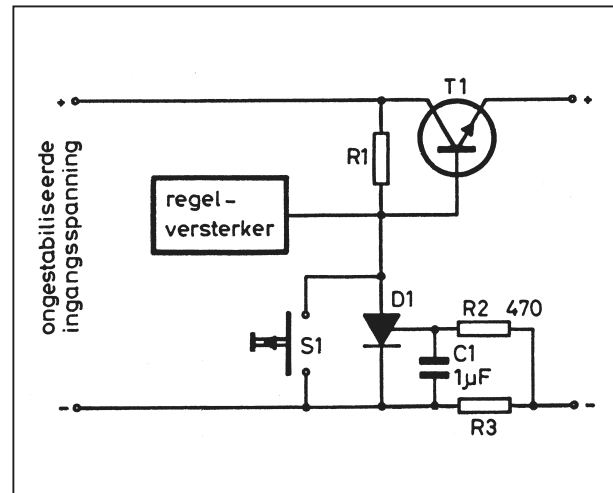 T1
+
+
R1
ongestabiliseerde
ingangsspanning
regel-
versterker
D1
R2 470
S1
C1
1µF
R3
-
-